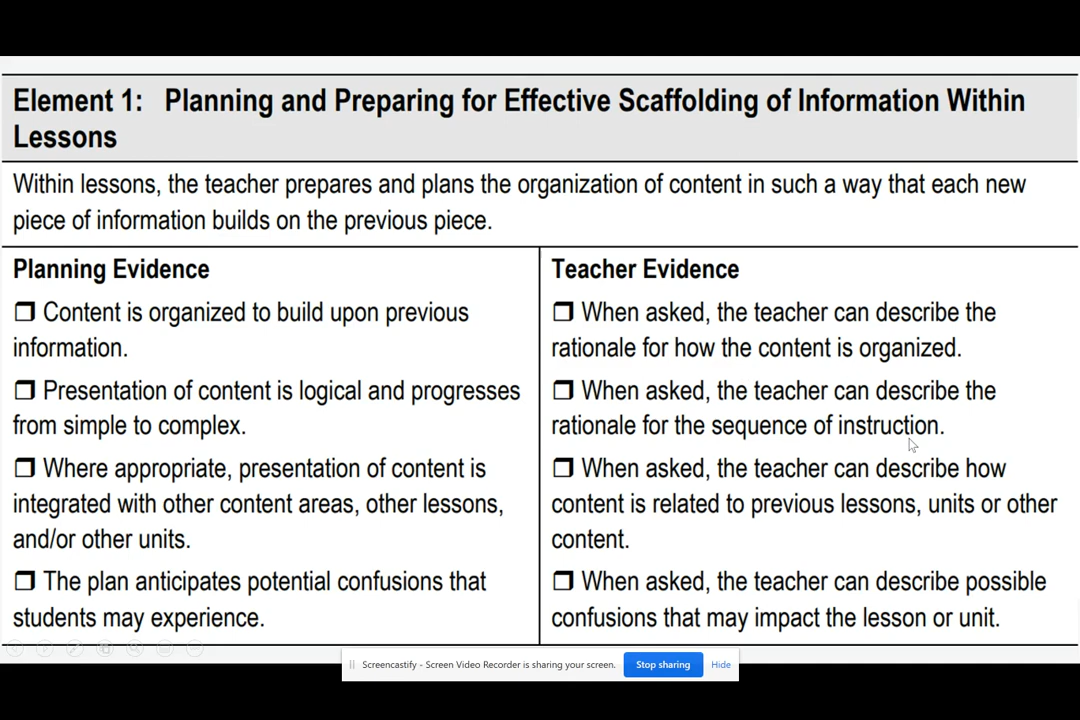 Element 1: Planning and Preparing for Effective Scaffolding of Information Within
Lessons
Within lessons, the teacher prepares and plans the organization of content in such a way that each new
piece of information builds on the previous piece.
Planning Evidence
❒ Content is organized to build upon previous
information.
❒ Presentation of content is logical and progresses
from simple to complex.
❒ Where appropriate, presentation of content is
integrated with other content areas, other lessons,
and/or other units.
❒ The plan anticipates potential confusions that
students may experience.
Teacher Evidence
❒ When asked, the teacher can describe the
rationale for how the content is organized.
❒ When asked, the teacher can describe the
rationale for the sequence of instruction.
❒ When asked, the teacher can describe how
content is related to previous lessons, units or other
content.
❒ When asked, the teacher can describe possible
confusions that may impact the lesson or unit.
Screencastify - Screen Video Recorder is sharing your screen.
Stop sharing
Hide